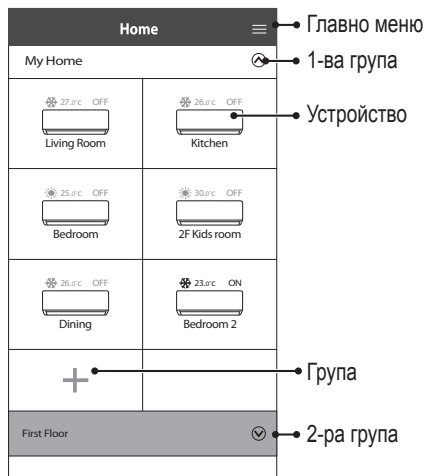 Home
Главно меню
My Home
1-ва група
27.0°C OFF
26.0°C OFF
Устройство
Living Room
Kitchen
25.0°C OFF
30.0°C OFF
Bedroom
2F Kids room
26.0°C OFF
23.0°C ON
Dining
Bedroom 2
Група
First Floor
2-ра група